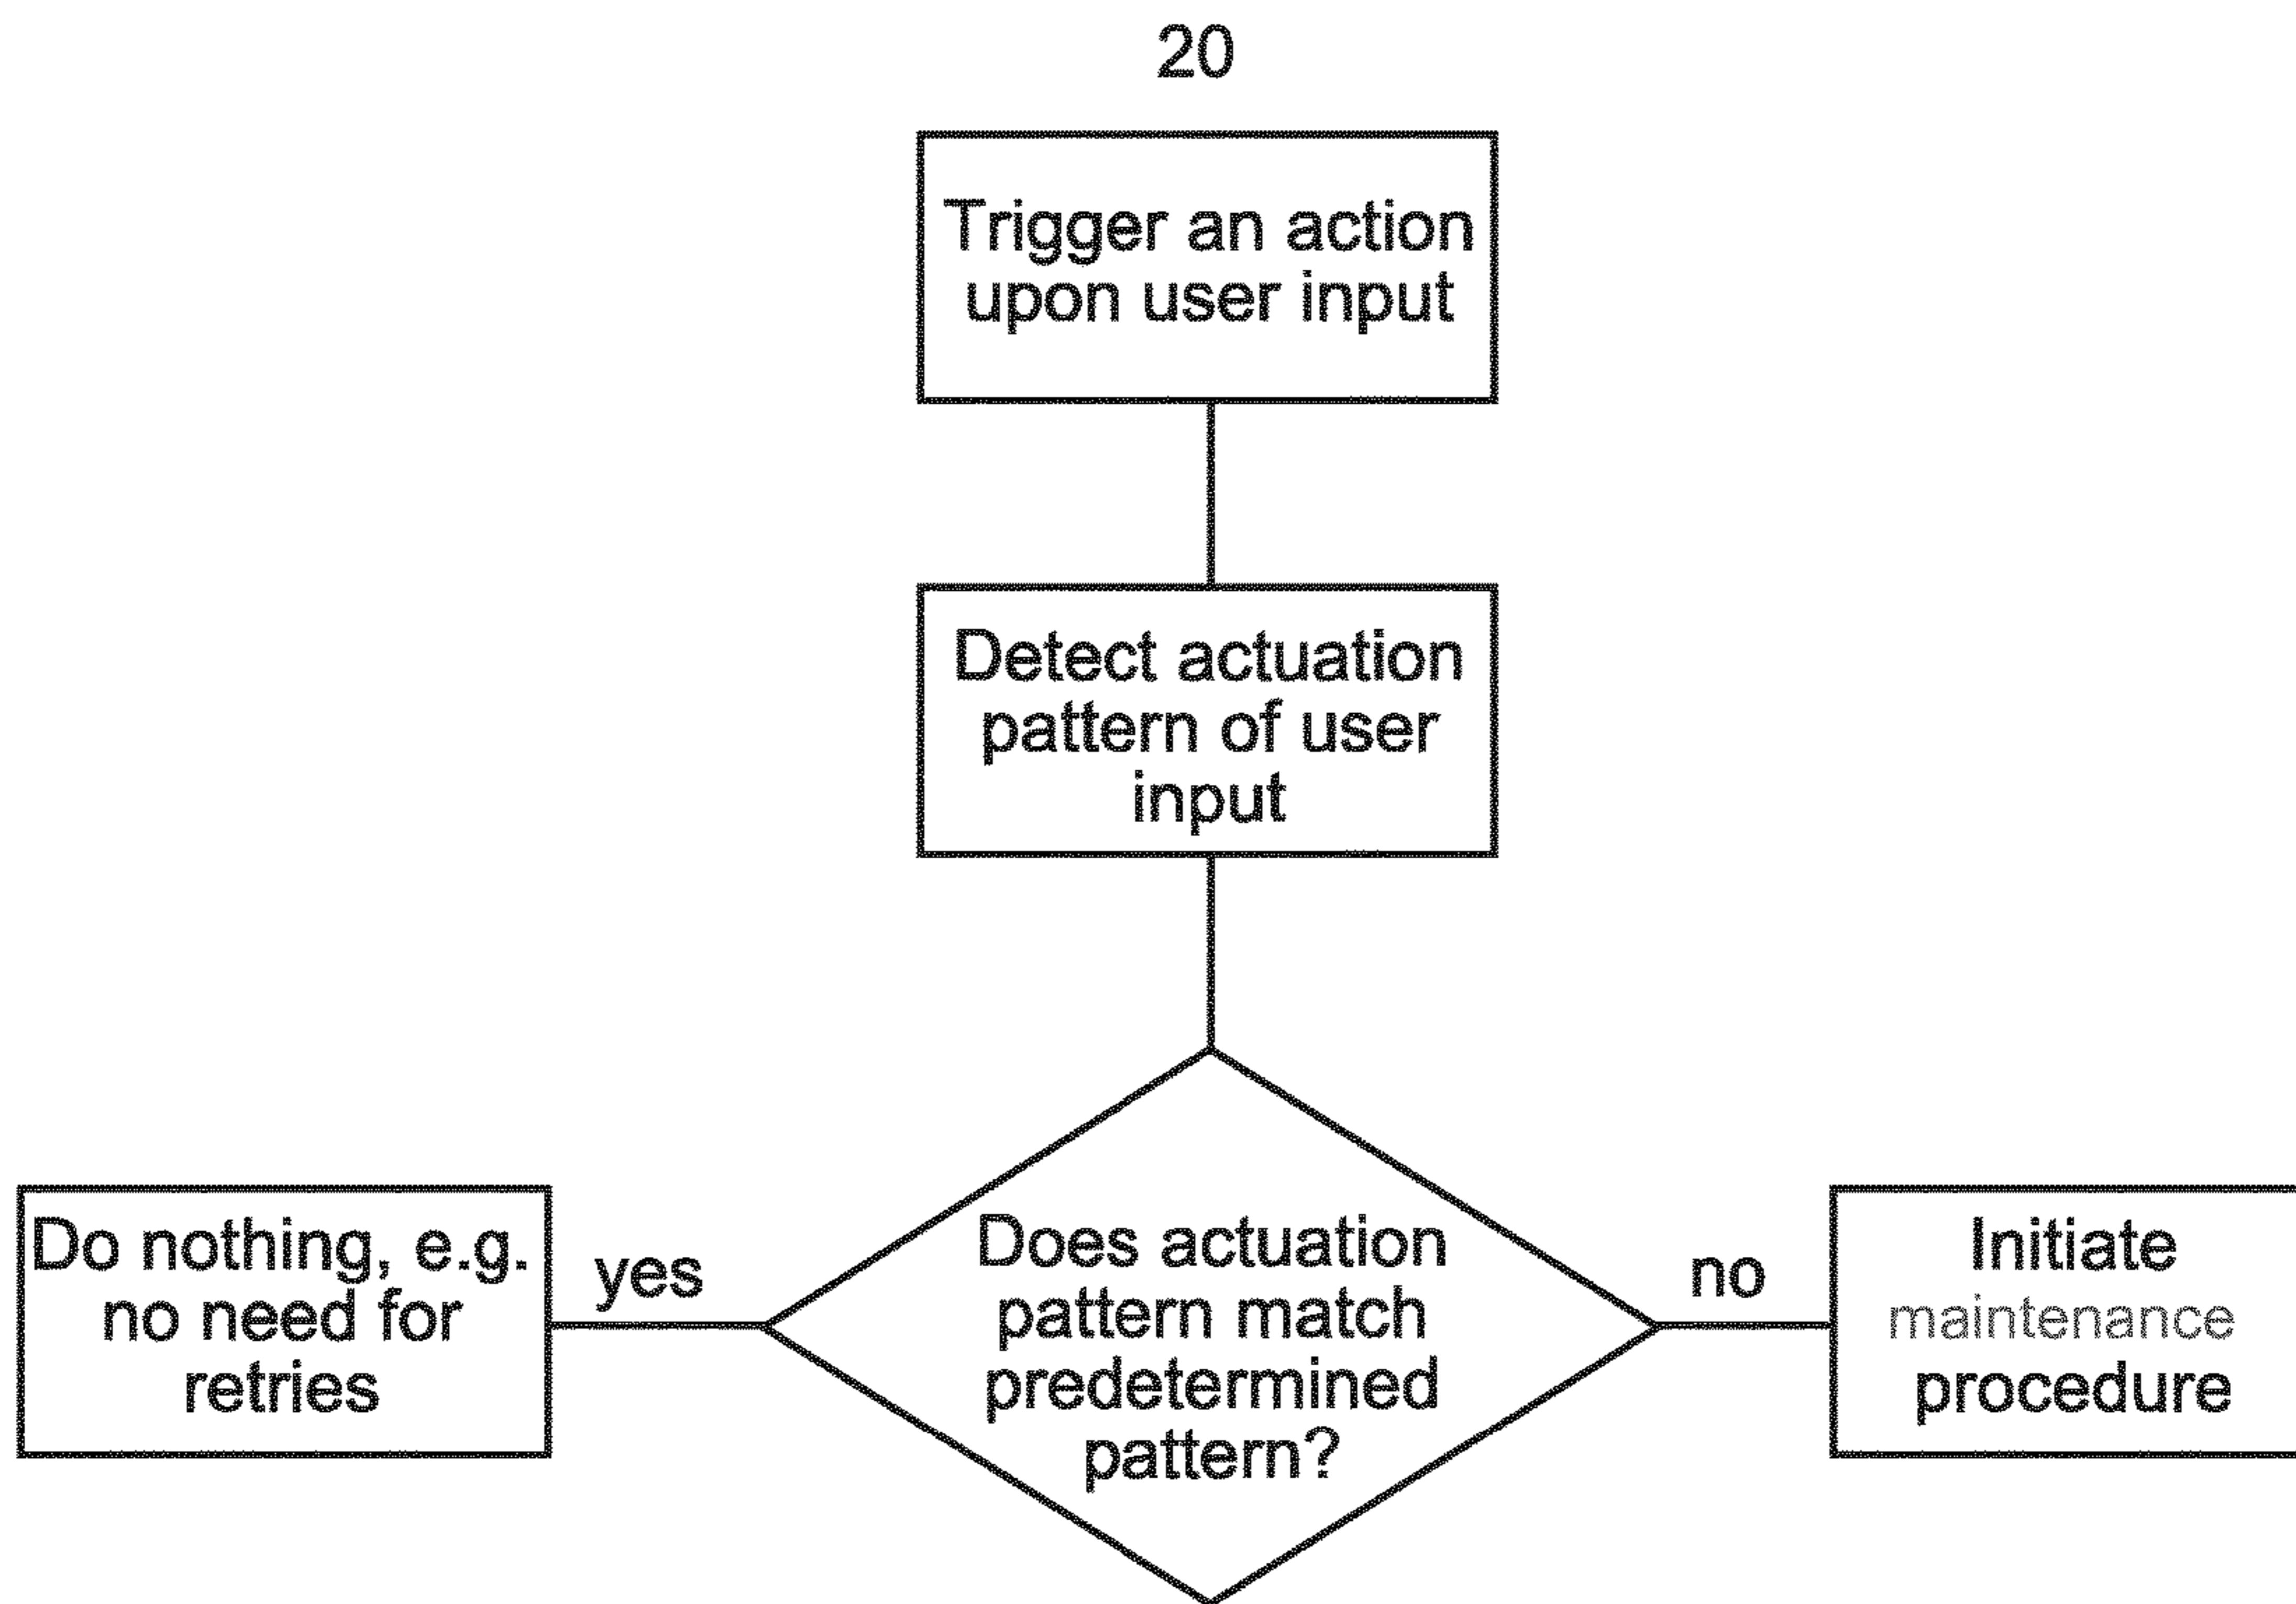 20
Trigger an action
upon user input
Detect actuation
pattern of user
input
Do nothing, e.g.
no need for
retries
yes
Does actuation
pattern match
predetermined
pattern?
no
Initiate
maintenance
procedure